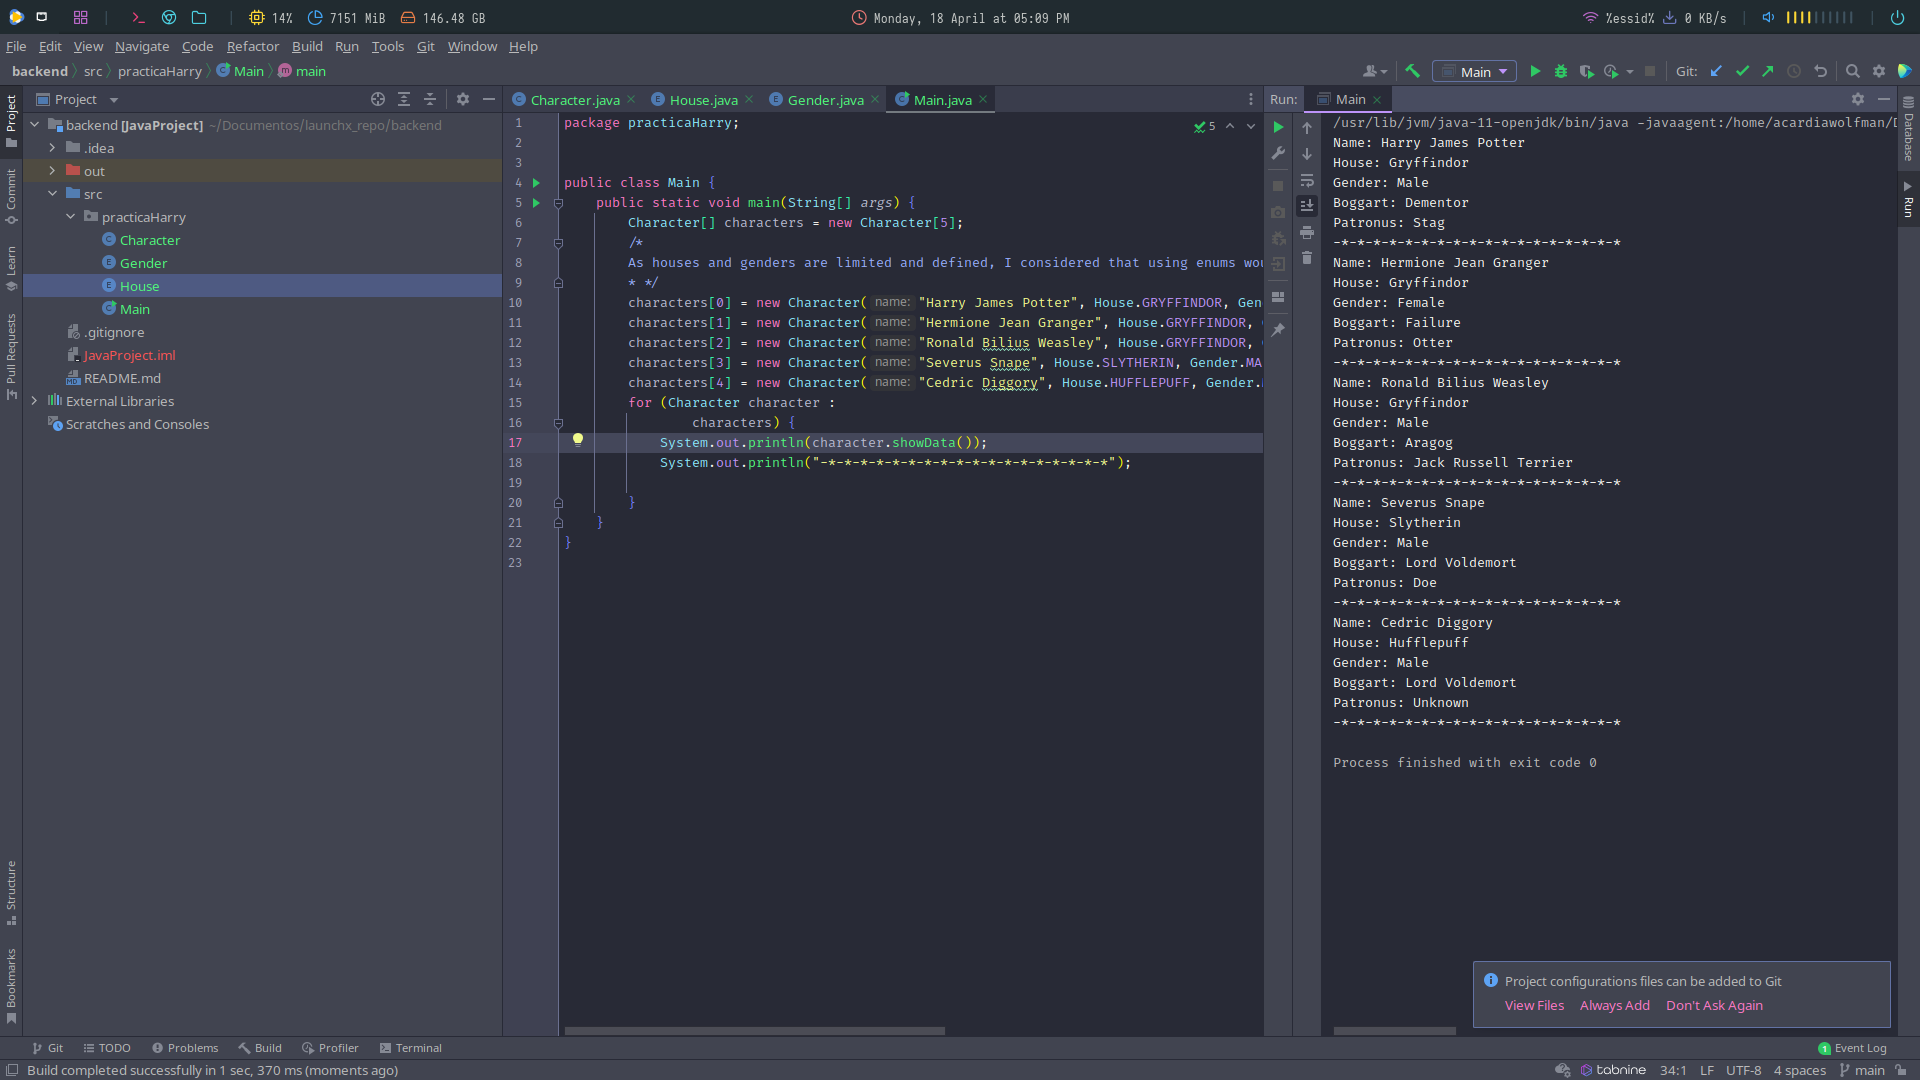 14% 7151 MiB 146.48 GB Monday, 18 April at 05:09 PM %essid% 0 KB/s
File Edit View Navigate Code Refactor Build Run Tools Git Window Help
backend src practicaHarry Main main Main Git:
Project Character.java House.java Gender.java Main.java Run: Main
backend [JavaProject] ~/Documentos/launchx_repo/backend
.idea
out
src
practicaHarry
Character
Gender
House
Main
.gitignore
JavaProject.iml
README.md
External Libraries
Scratches and Consoles
Project
Commit
Learn
Pull Requests
Structure
Bookmarks
5
1 package practicaHarry;
2
3
4 public class Main {
5 public static void main(String[] args) {
6 Character[] characters = new Character[5];
7 /*
8 As houses and genders are limited and defined, I considered that using enums wou
9 * */
10 characters[0] = new Character( name: "Harry James Potter", House.GRYFFINDOR, Gen
11 characters[1] = new Character( name: "Hermione Jean Granger", House.GRYFFINDOR,
12 characters[2] = new Character( name: "Ronald Bilius Weasley", House.GRYFFINDOR,
13 characters[3] = new Character( name: "Severus Snape", House.SLYTHERIN, Gender.MA
14 characters[4] = new Character( name: "Cedric Diggory", House.HUFFLEPUFF, Gender.
15 for (Character character :
16 characters) {
17 System.out.println(character.showData());
18 System.out.println("-*-*-*-*-*-*-*-*-*-*-*-*-*-*-*-*-*-*");
19
20 }
21 }
22 }
23
/usr/lib/jvm/java-11-openjdk/bin/java -javaagent:/home/acardiawolfman/D
Name: Harry James Potter
House: Gryffindor
Gender: Male
Boggart: Dementor
Patronus: Stag
-*-*-*-*-*-*-*-*-*-*-*-*-*-*-*-*-*-*
Name: Hermione Jean Granger
House: Gryffindor
Gender: Female
Boggart: Failure
Patronus: Otter
-*-*-*-*-*-*-*-*-*-*-*-*-*-*-*-*-*-*
Name: Ronald Bilius Weasley
House: Gryffindor
Gender: Male
Boggart: Aragog
Patronus: Jack Russell Terrier
-*-*-*-*-*-*-*-*-*-*-*-*-*-*-*-*-*-*
Name: Severus Snape
House: Slytherin
Gender: Male
Boggart: Lord Voldemort
Patronus: Doe
-*-*-*-*-*-*-*-*-*-*-*-*-*-*-*-*-*-*
Name: Cedric Diggory
House: Hufflepuff
Gender: Male
Boggart: Lord Voldemort
Patronus: Unknown
-*-*-*-*-*-*-*-*-*-*-*-*-*-*-*-*-*-*
Process finished with exit code 0
Database
Run
Project configurations files can be added to Git
View Files Always Add Don't Ask Again
Git TODO Problems Build Profiler Terminal 1 Event Log
Build completed successfully in 1 sec, 370 ms (moments ago) tabnine 34:1 LF UTF-8 4 spaces main